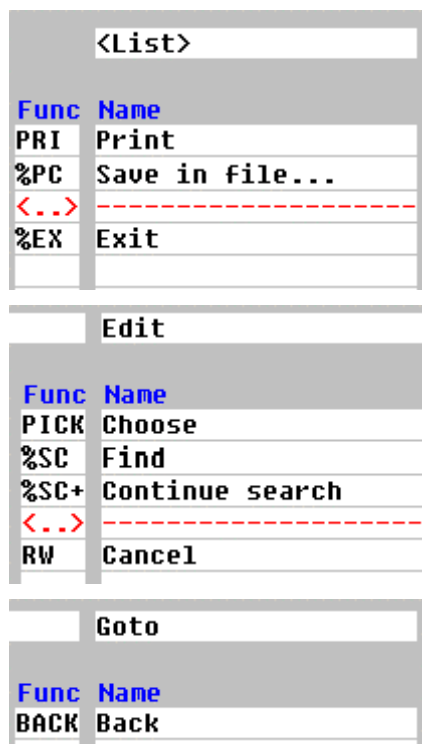 <List>
Func Name
PRI Print
%PC Save in file...
<..> --------------------
%EX Exit
Edit
Func Name
PICK Choose
%SC Find
%SC+ Continue search
<..> --------------------
RW Cancel
Goto
Func Name
BACK Back